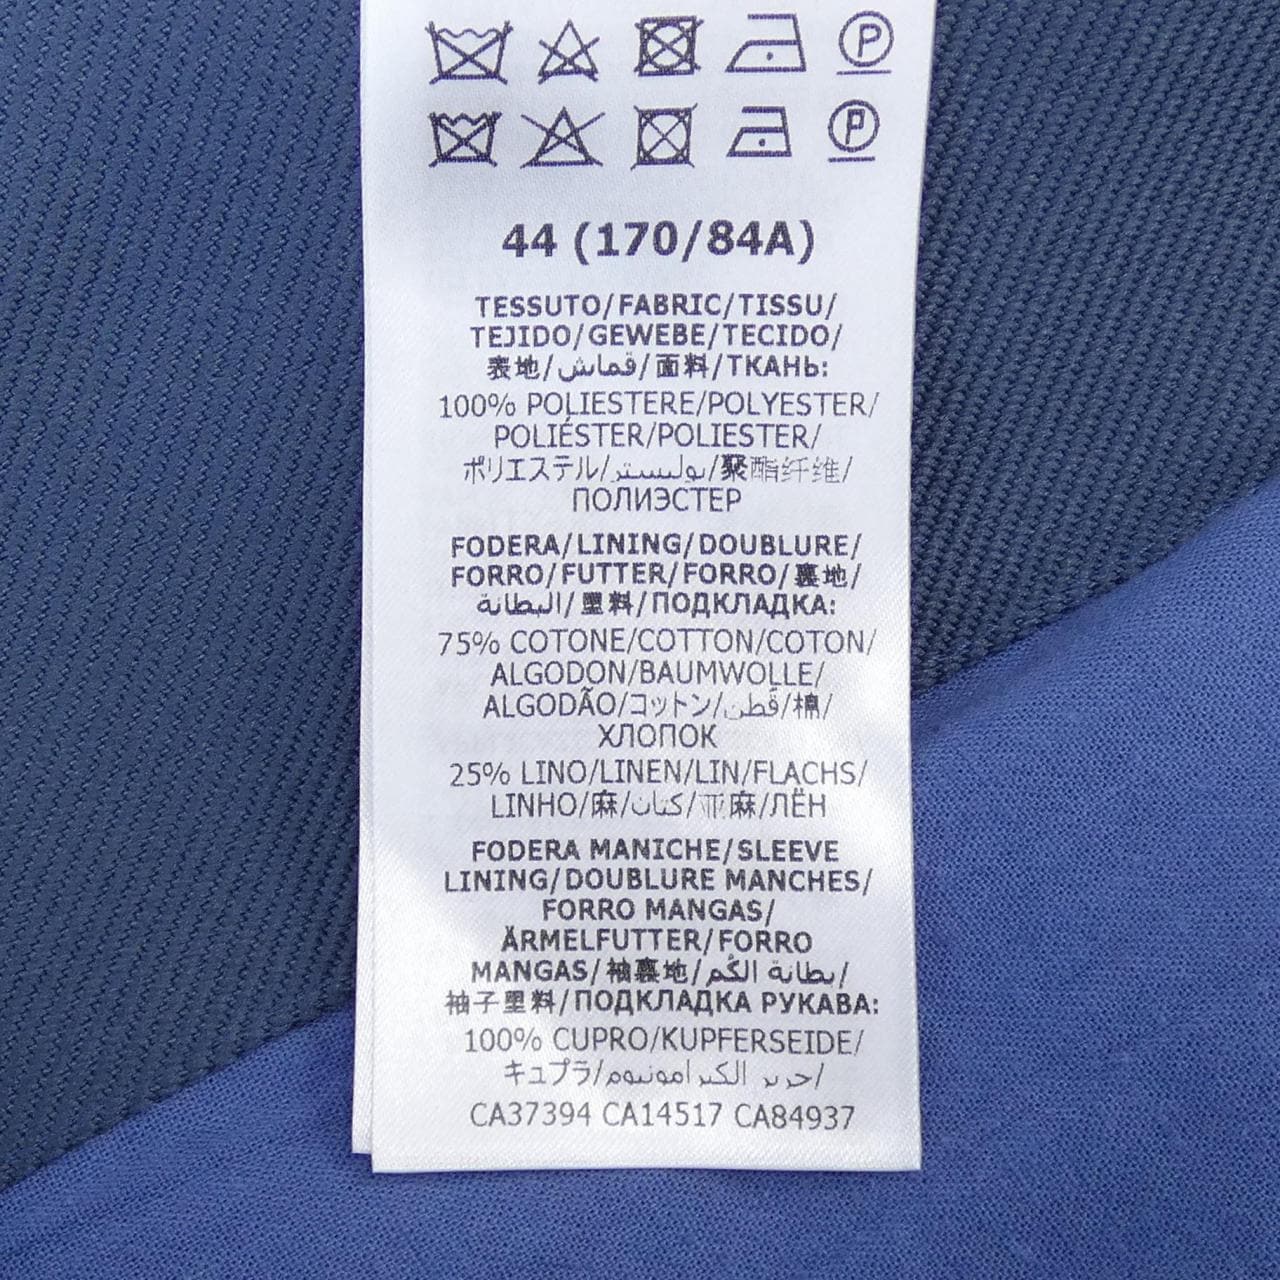 44 (170/84A)
TESSUTO/FABRIC/TISSU/
TEJIDO/GEWEBE/TECIDO/
表地/قماش/面料/ТКАНЬ:
100% POLIESTERE/POLYESTER/
POLIÉSTER/POLIESTER/
ポリエステル/بوليستر/聚酯纤维/
ПОЛИЭСТЕР
FODERA/LINING/DOUBLURE/
FORRO/FUTTER/FORRO/裏地/
البطانة/里料/ПОДКЛАДКА:
75% COTONE/COTTON/COTON/
ALGODON/BAUMWOLLE/
ALGODÃO/コットン/قُطن/棉/
ХЛОПОК
25% LINO/LINEN/LIN/FLACHS/
LINHO/麻/كتان/亚麻/ЛЁН
FODERA MANICHE/SLEEVE
LINING/DOUBLURE MANCHES/
FORRO MANGAS/
ÄRMELFUTTER/FORRO
MANGAS/袖裏地/بطانة الكُم/
袖子里料/ПОДКЛАДКА РУКАВА:
100% CUPRO/KUPFERSEIDE/
キュプラ/حرير الكبرامونيوم/
CA37394 CA14517 CA84937